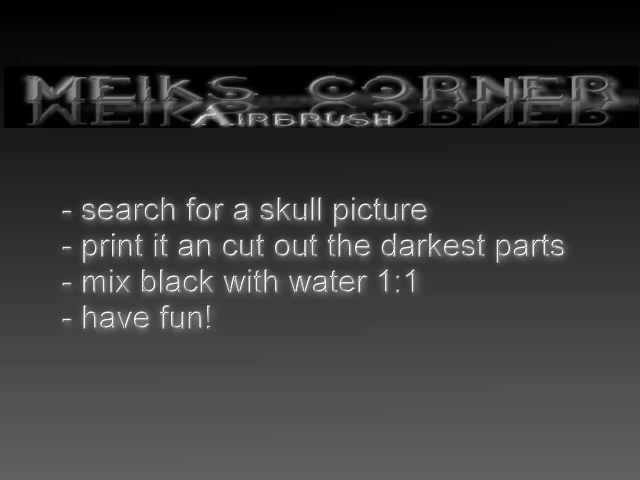 MEIKS CORNER
AIRBRUSH
- search for a skull picture
- print it an cut out the darkest parts
- mix black with water 1:1
- have fun!